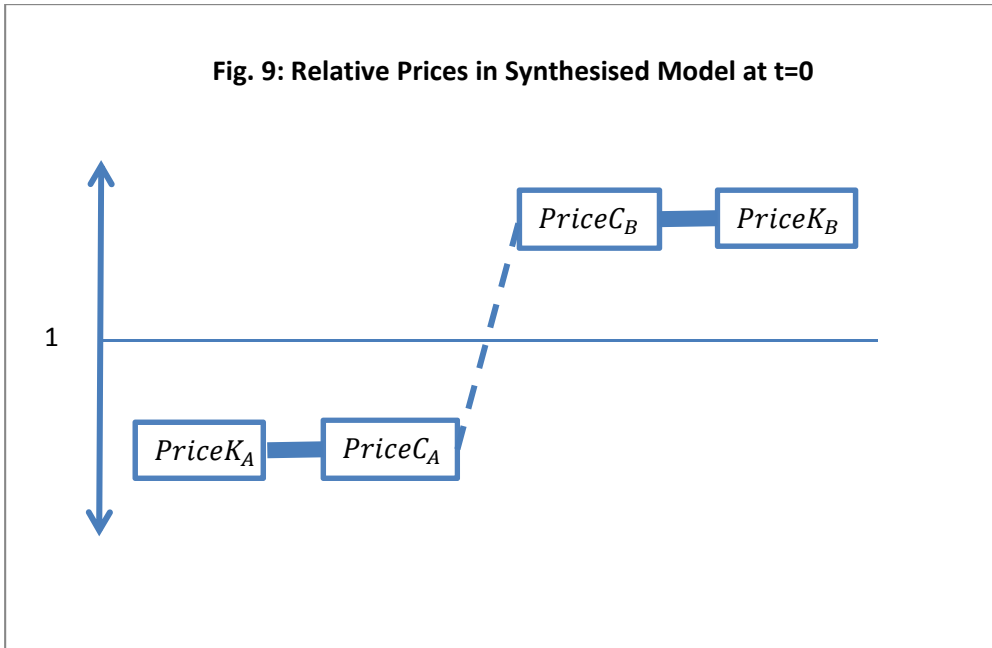 Fig. 9: Relative Prices in Synthesised Model at t=0
PriceC_B PriceK_B
1
PriceK_A PriceC_A